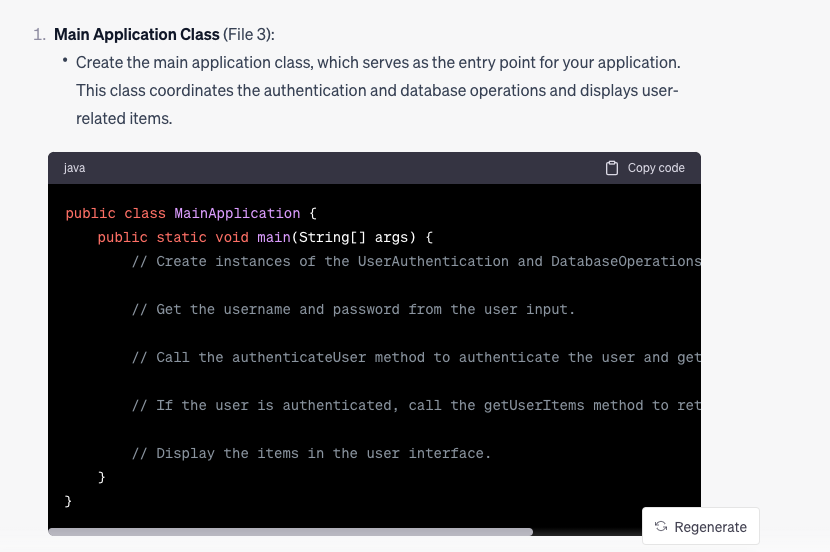 1. Main Application Class (File 3):
• Create the main application class, which serves as the entry point for your application.
This class coordinates the authentication and database operations and displays user-
related items.
java
Copy code
public class MainApplication {
public static void main(String[] args) {
// Create instances of the UserAuthentication and DatabaseOperations
// Get the username and password from the user input.
// Call the authenticateUser method to authenticate the user and get
// If the user is authenticated, call the getUserItems method to ret
// Display the items in the user interface.
}
}
Regenerate